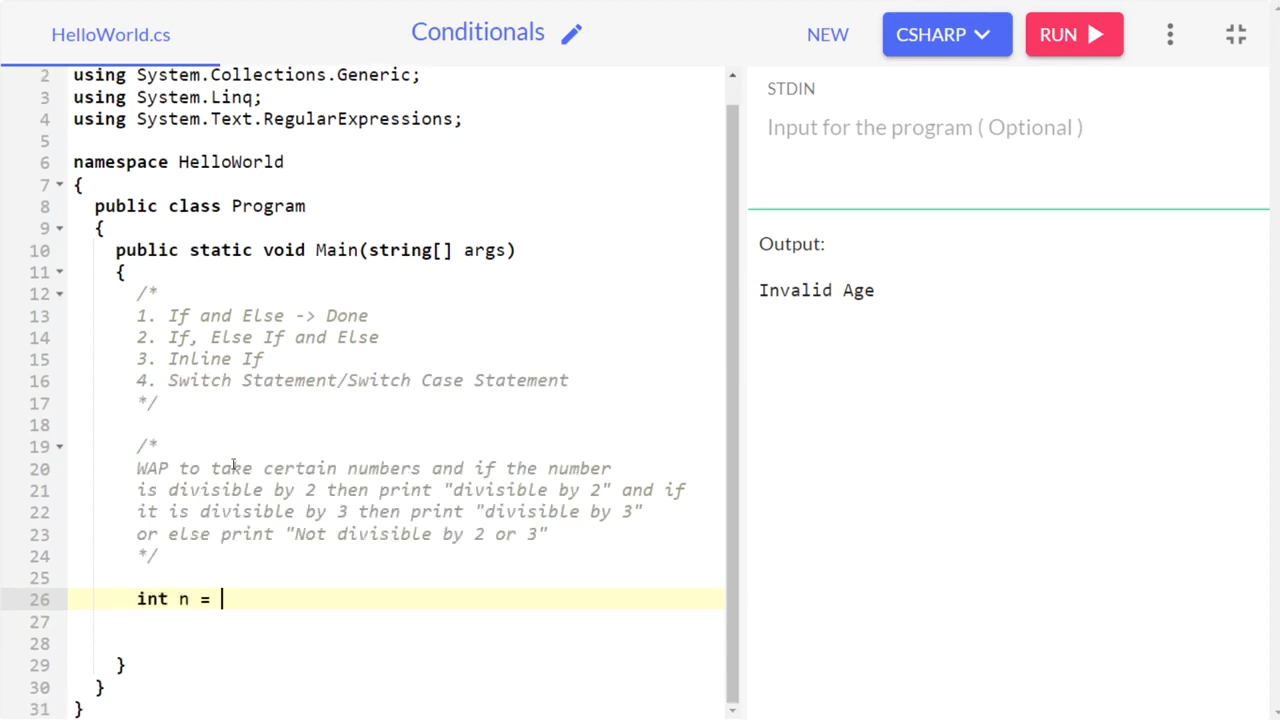 HelloWorld.cs
Conditionals
NEW
CSHARP
RUN
2 using System.Collections.Generic;
3 using System.Linq;
4 using System.Text.RegularExpressions;
5
6 namespace HelloWorld
7 {
8 public class Program
9 {
10 public static void Main(string[] args)
11 {
12 /*
13 1. If and Else -> Done
14 2. If, Else If and Else
15 3. Inline If
16 4. Switch Statement/Switch Case Statement
17 */
18
19 /*
20 WAP to take certain numbers and if the number
21 is divisible by 2 then print "divisible by 2" and if
22 it is divisible by 3 then print "divisible by 3"
23 or else print "Not divisible by 2 or 3"
24 */
25
26 int n =
27
28
29 }
30 }
31 }
STDIN
Input for the program ( Optional )
Output:
Invalid Age